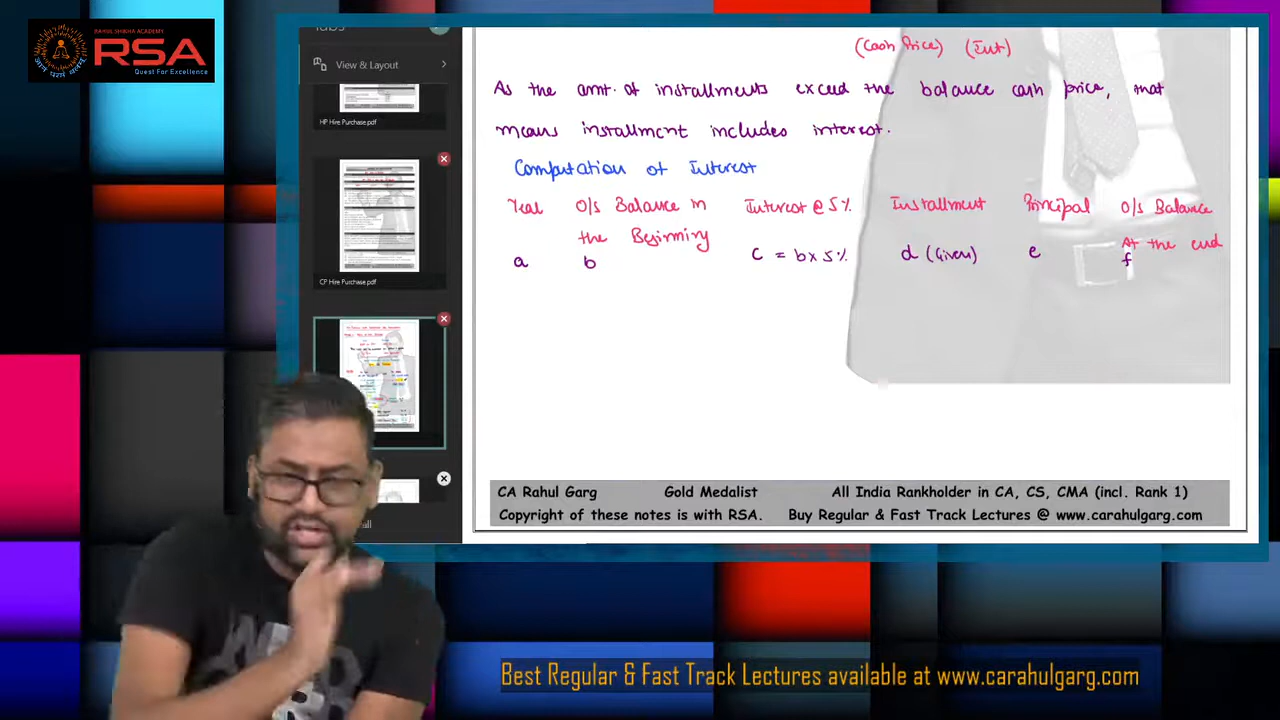 RAHUL SHIKHA ACADEMY
RSA
Quest For Excellence
View & Layout
HP Hire Purchase.pdf
CP Hire Purchase.pdf
(Cash Price) (Int)
As the amt. of installments exceed the balance cash price, that
means installment includes interest.
Computation of Interest
Year O/s Balance in Interest @ 5% Installment Principal O/s Balance
the Beginning At the end
a b c = b x 5% d (Given) e f
CA Rahul Garg Gold Medalist All India Rankholder in CA, CS, CMA (incl. Rank 1)
Copyright of these notes is with RSA. Buy Regular & Fast Track Lectures @ www.carahulgarg.com
Best Regular & Fast Track Lectures available at www.carahulgarg.com